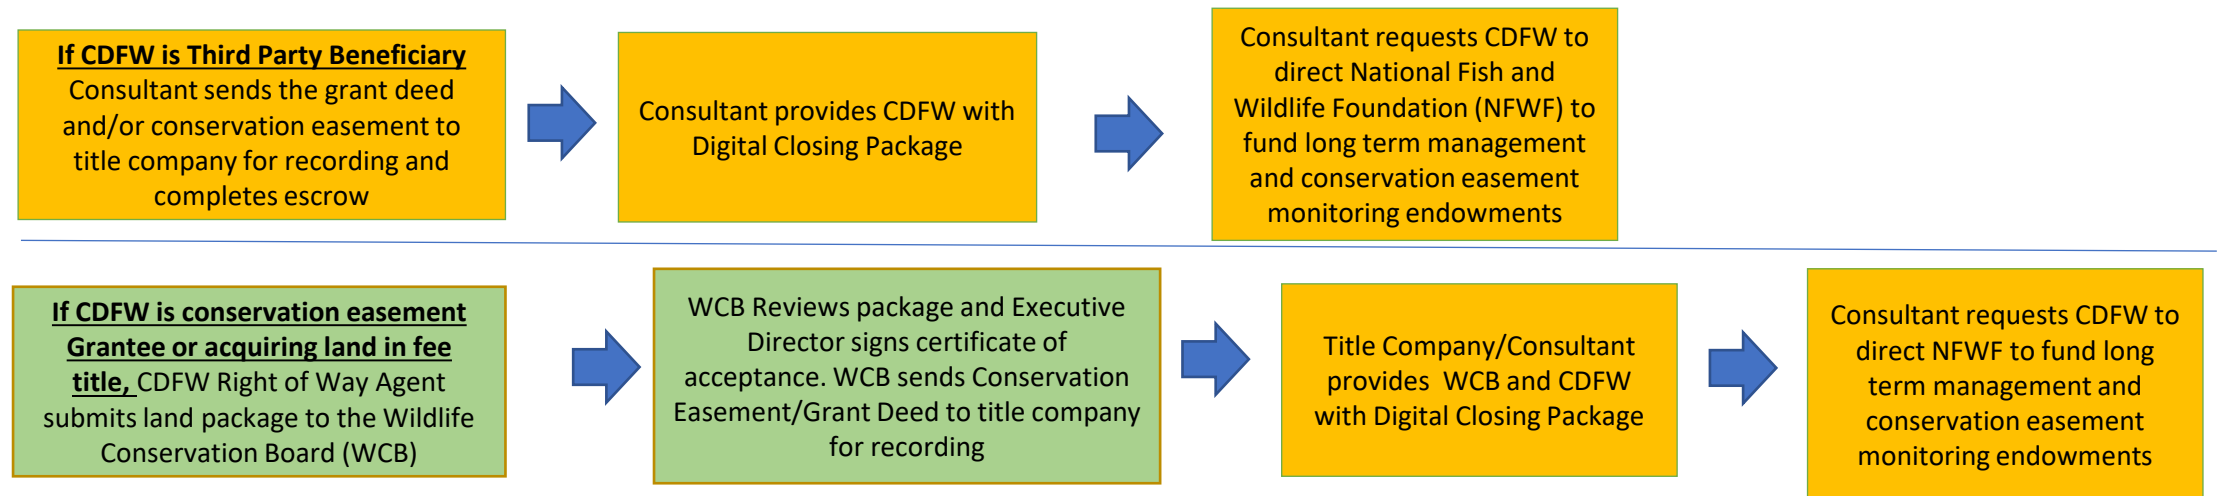 If CDFW is Third Party Beneficiary
Consultant sends the grant deed
and/or conservation easement to
title company for recording and
completes escrow
Consultant provides CDFW with
Digital Closing Package
Consultant requests CDFW to
direct National Fish and
Wildlife Foundation (NFWF) to
fund long term management
and conservation easement
monitoring endowments
If CDFW is conservation easement
Grantee or acquiring land in fee
title, CDFW Right of Way Agent
submits land package to the Wildlife
Conservation Board (WCB)
WCB Reviews package and Executive
Director signs certificate of
acceptance. WCB sends Conservation
Easement/Grant Deed to title company
for recording
Title Company/Consultant
provides WCB and CDFW
with Digital Closing Package
Consultant requests CDFW to
direct NFWF to fund long
term management and
conservation easement
monitoring endowments